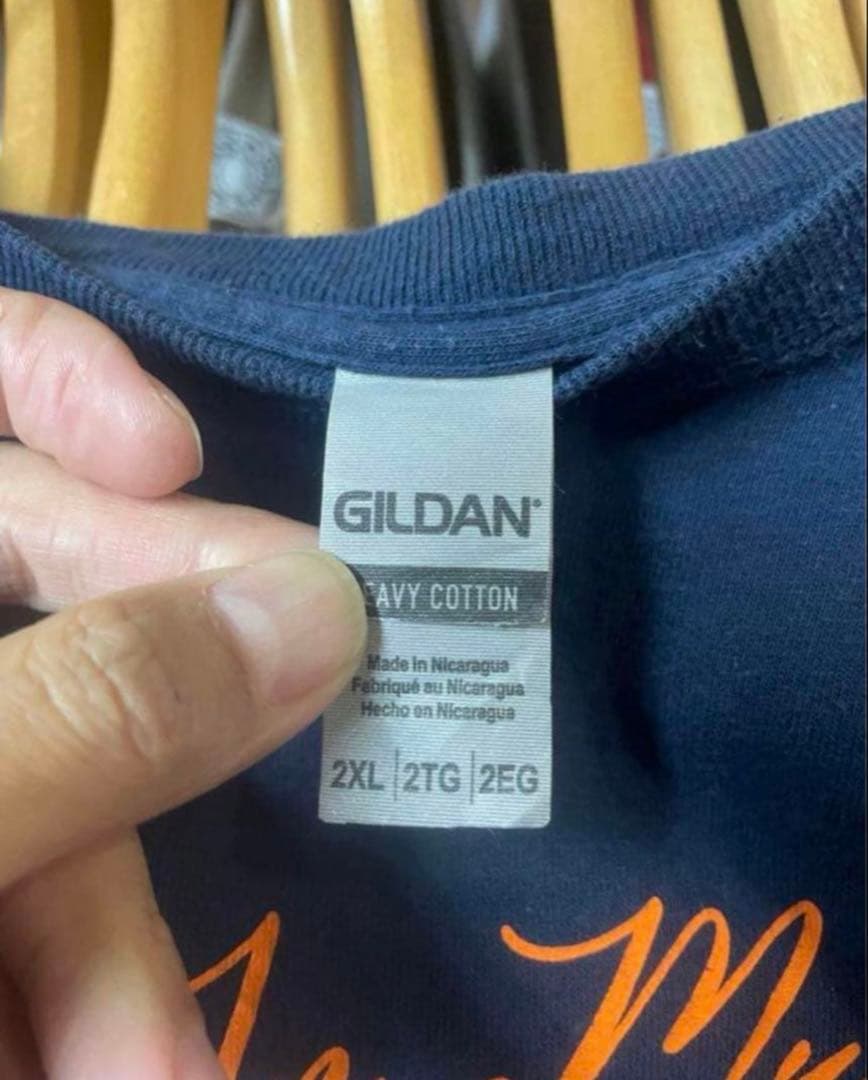 GILDAN
EAVY COTTON
Made in Nicaragua
Fabriqué au Nicaragua
Hecho en Nicaragua
2XL | 2TG | 2EG